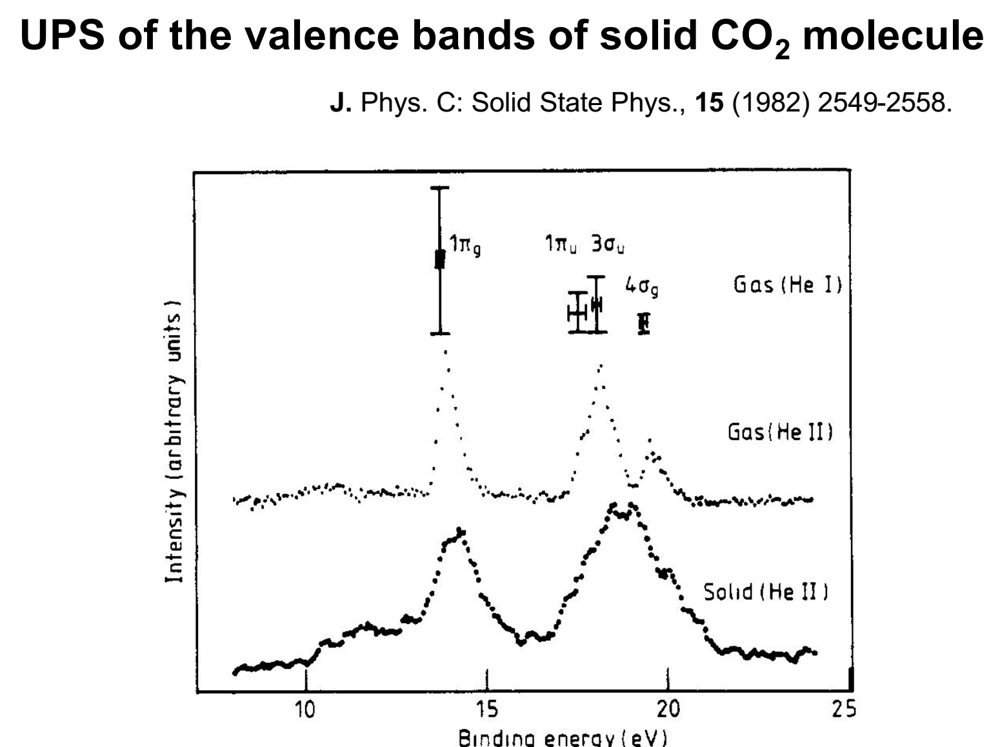 UPS of the valence bands of solid CO₂ molecule
J. Phys. C: Solid State Phys., 15 (1982) 2549-2558.
1πg
1πu 3σu
4σg
Gas (He I)
Gas (He II)
Solid (He II)
Intensity (arbitrary units)
10 15 20 25
Binding energy (eV)